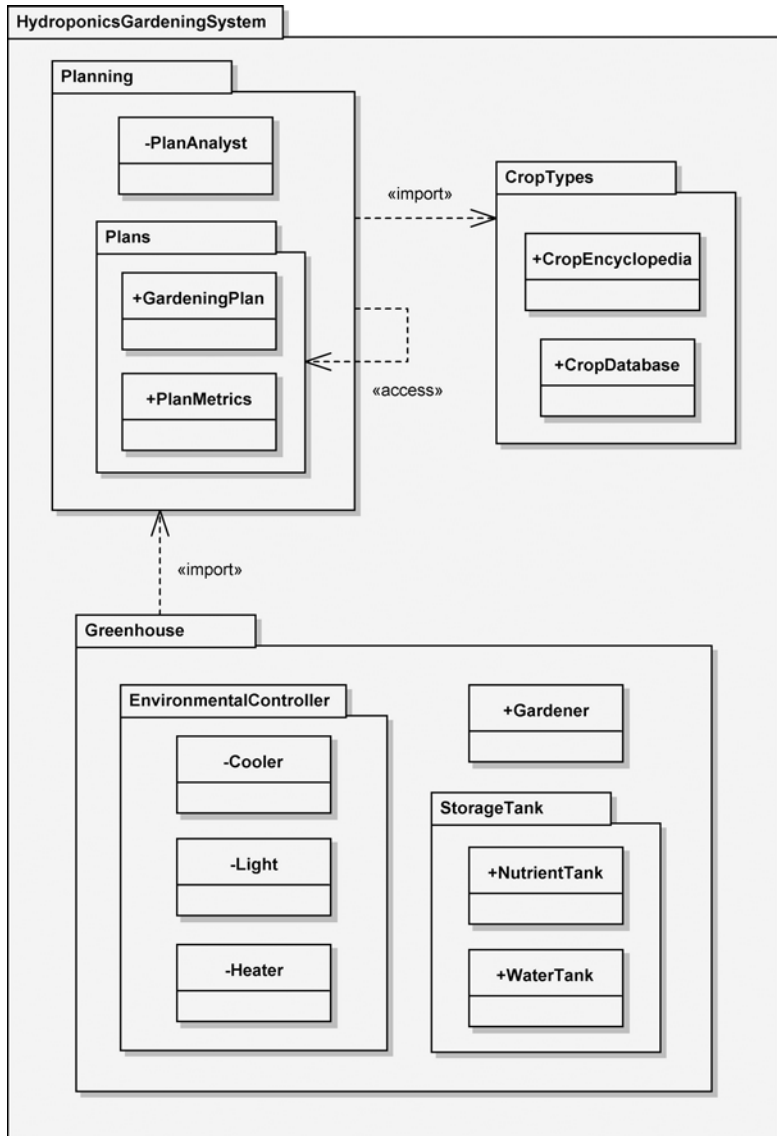 HydroponicsGardeningSystem
Planning
-PlanAnalyst
Plans
+GardeningPlan
+PlanMetrics
«import»
«access»
CropTypes
+CropEncyclopedia
+CropDatabase
«import»
Greenhouse
EnvironmentalController
-Cooler
-Light
-Heater
+Gardener
StorageTank
+NutrientTank
+WaterTank